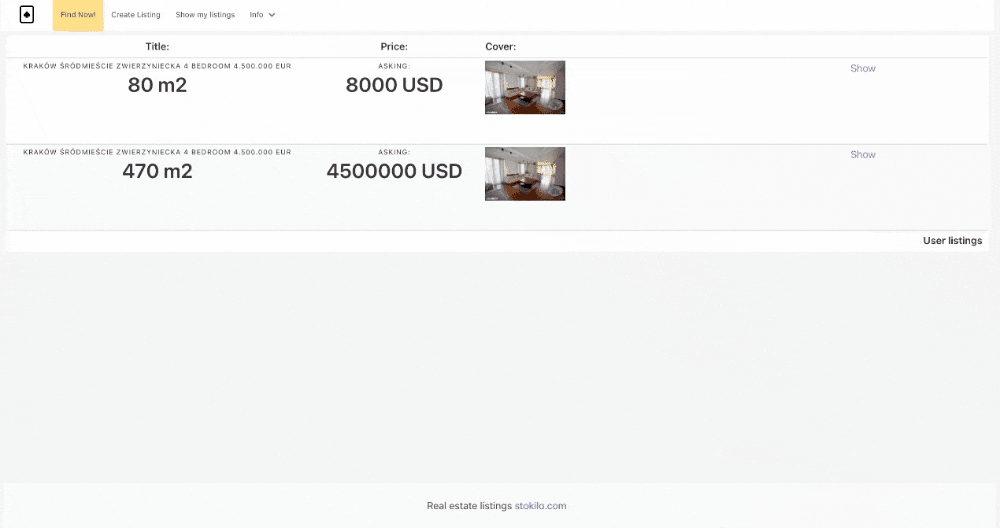 Find Now! Create Listing Show my listings Info
Title: Price: Cover:
KRAKÓW ŚRÓDMIEŚCIE ZWIERZYNIECKA 4 BEDROOM 4.500.000 EUR ASKING: Show
80 m2 8000 USD
KRAKÓW ŚRÓDMIEŚCIE ZWIERZYNIECKA 4 BEDROOM 4.500.000 EUR ASKING: Show
470 m2 4500000 USD
User listings
Real estate listings stokilo.com